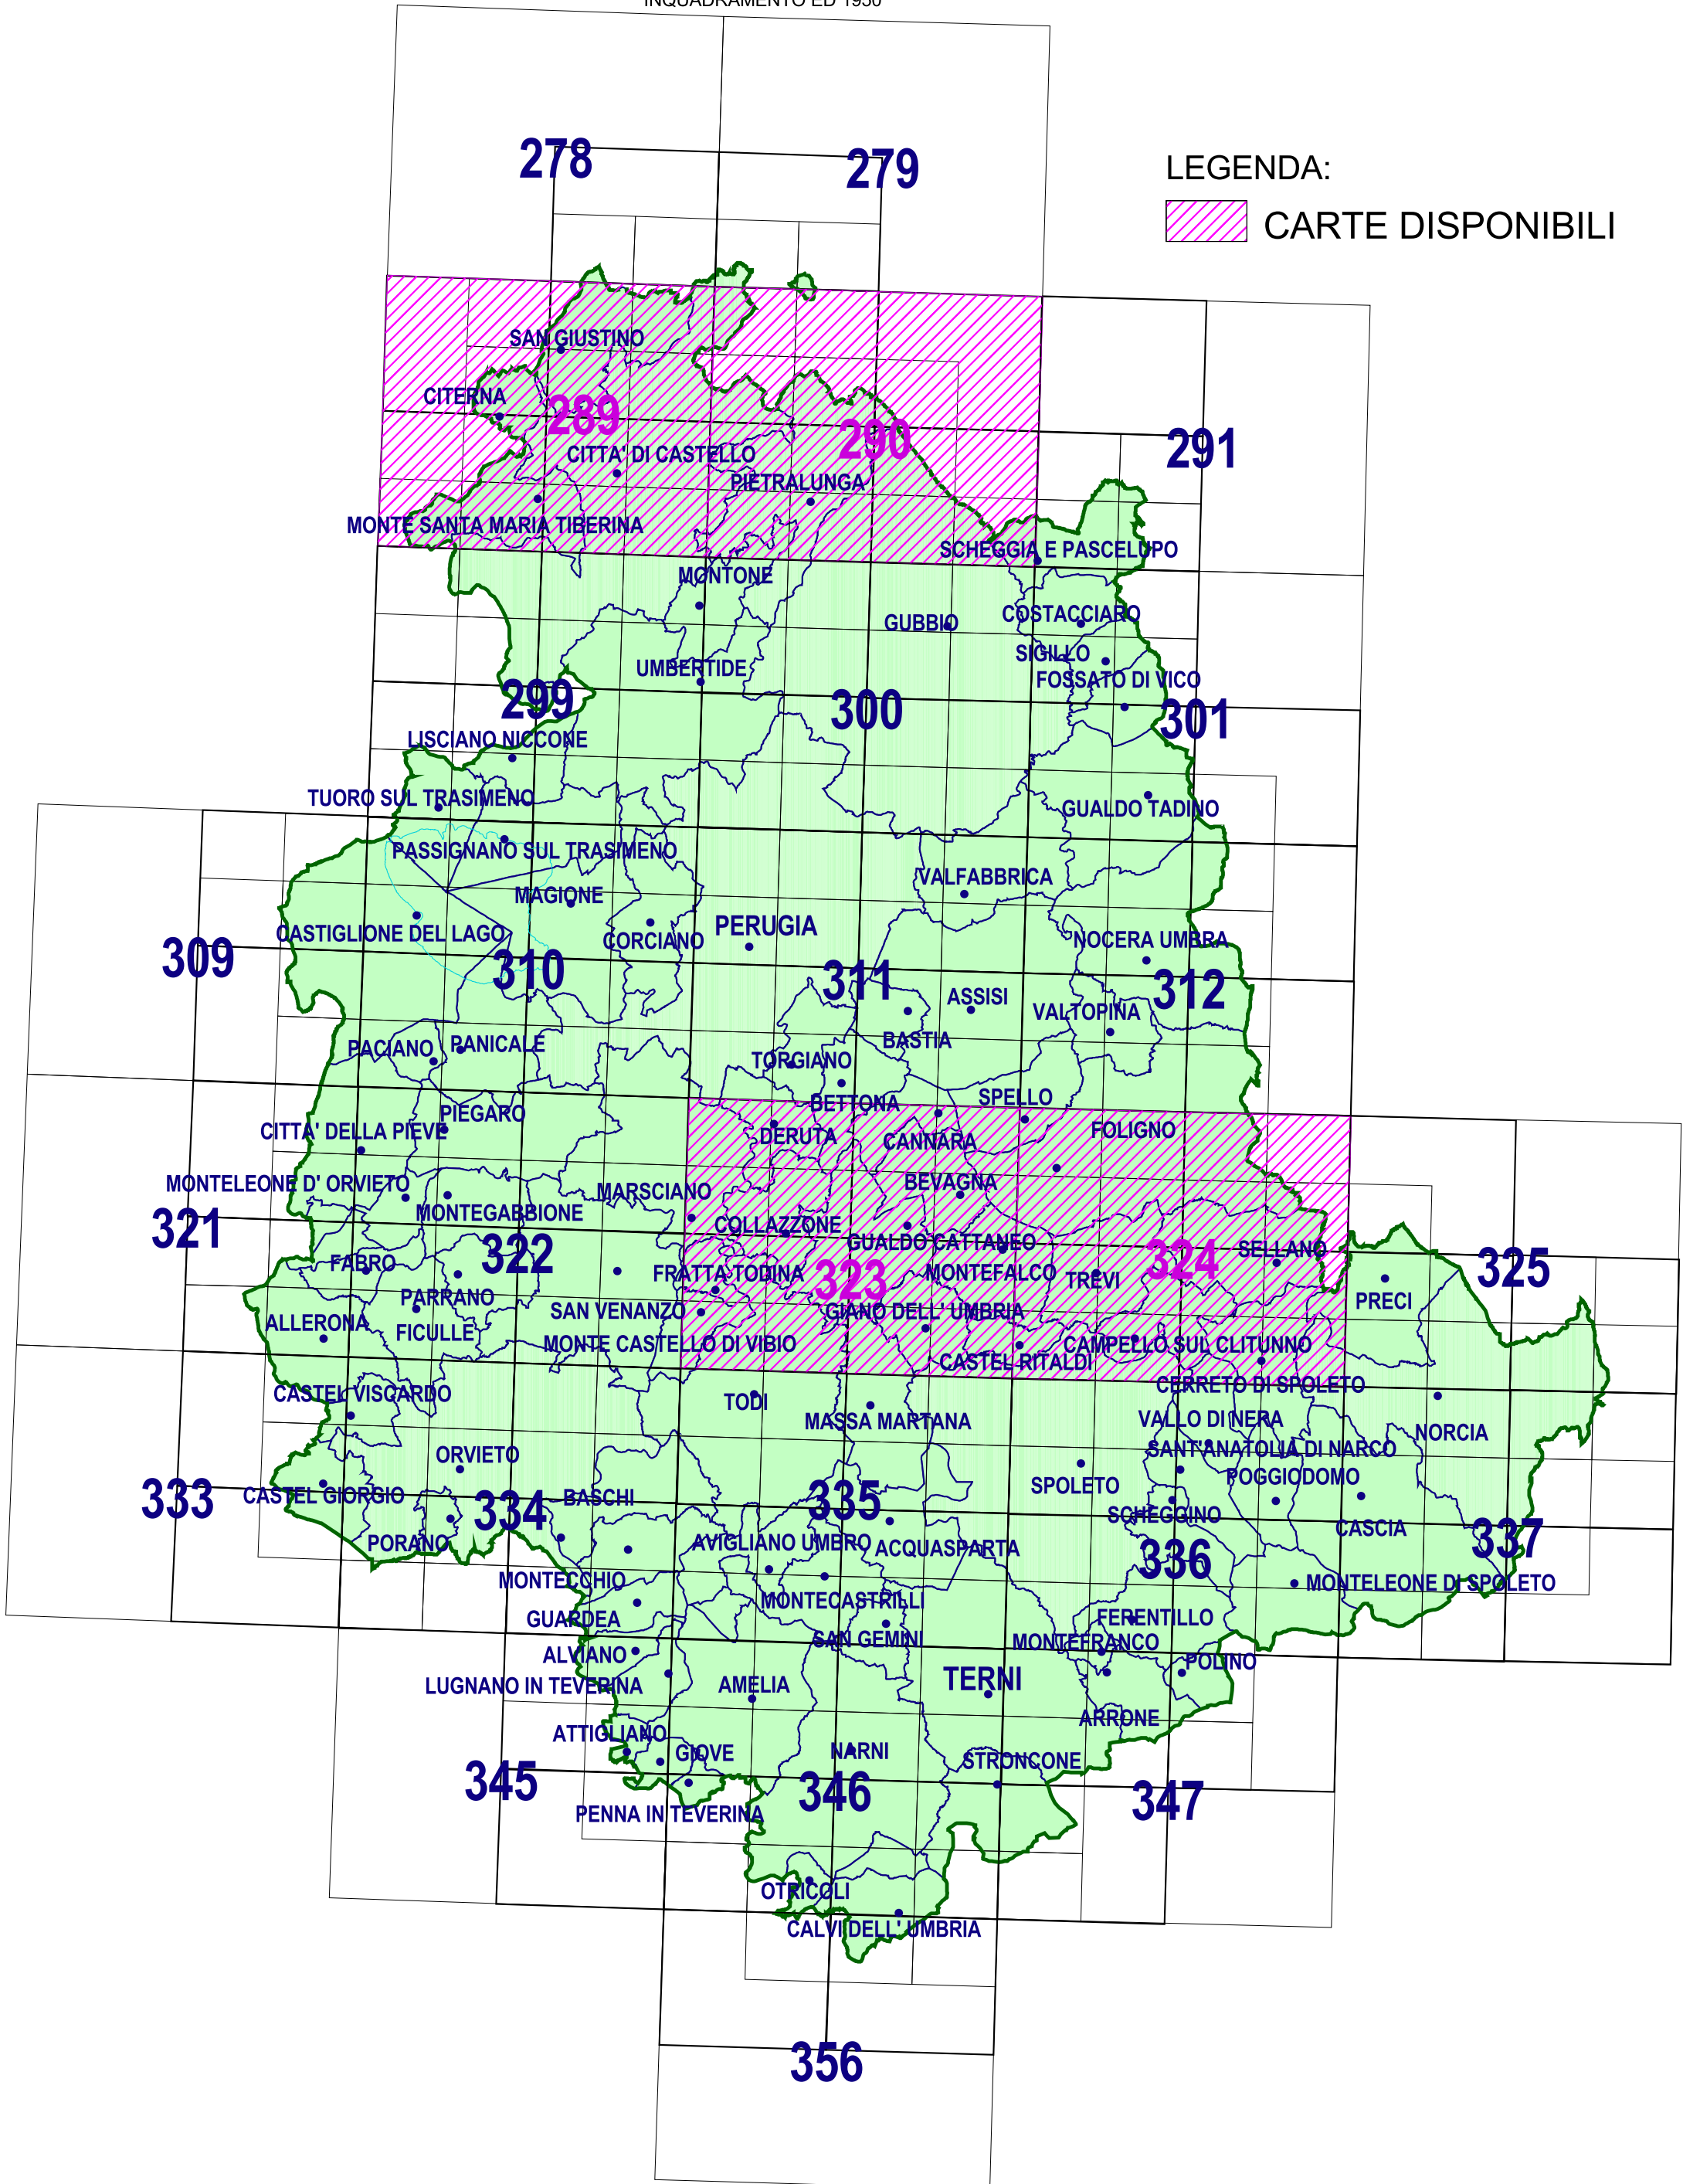 INQUADRAMENTO ED 1950
278
279
LEGENDA:
CARTE DISPONIBILI
SAN GIUSTINO
CITERNA
289
290
291
CITTA' DI CASTELLO
PIETRALUNGA
MONTE SANTA MARIA TIBERINA
SCHEGGIA E PASCELUPO
MONTONE
GUBBIO
COSTACCIARO
SIGILLO
UMBERTIDE
FOSSATO DI VICO
299
300
301
LISCIANO NICCONE
TUORO SUL TRASIMENO
GUALDO TADINO
PASSIGNANO SUL TRASIMENO
VALFABBRICA
MAGIONE
PERUGIA
CASTIGLIONE DEL LAGO
CORCIANO
NOCERA UMBRA
309
310
311
312
ASSISI
VALTOPINA
BASTIA
PACIANO
PANICALE
TORGIANO
BETTONA
SPELLO
PIEGARO
CITTA' DELLA PIEVE
DERUTA
CANNARA
FOLIGNO
MONTELEONE D' ORVIETO
MARSCIANO
BEVAGNA
MONTEGABBIONE
COLLAZZONE
321
322
GUALDO CATTANEO
SELLANO
FABRO
FRATTA TODINA
323
MONTEFALCO
TREVI
324
325
PARRANO
SAN VENANZO
GIANO DELL' UMBRIA
PRECI
ALLERONA
FICULLE
MONTE CASTELLO DI VIBIO
CASTEL RITALDI
CAMPELLO SUL CLITUNNO
CASTEL VISCARDO
TODI
MASSA MARTANA
CERRETO DI SPOLETO
VALLO DI NERA
NORCIA
ORVIETO
SANT'ANATOLIA DI NARCO
SPOLETO
POGGIODOMO
333
CASTEL GIORGIO
334
BASCHI
335
SCHEGGINO
CASCIA
337
PORANO
AVIGLIANO UMBRO
ACQUASPARTA
336
MONTECCHIO
MONTELEONE DI SPOLETO
MONTECASTRILLI
GUARDEA
FERENTILLO
SAN GEMINI
MONTEFRANCO
ALVIANO
POLINO
LUGNANO IN TEVERINA
AMELIA
TERNI
ARRONE
ATTIGLIANO
GIOVE
NARNI
STRONCONE
345
346
347
PENNA IN TEVERINA
OTRICOLI
CALVI DELL' UMBRIA
356